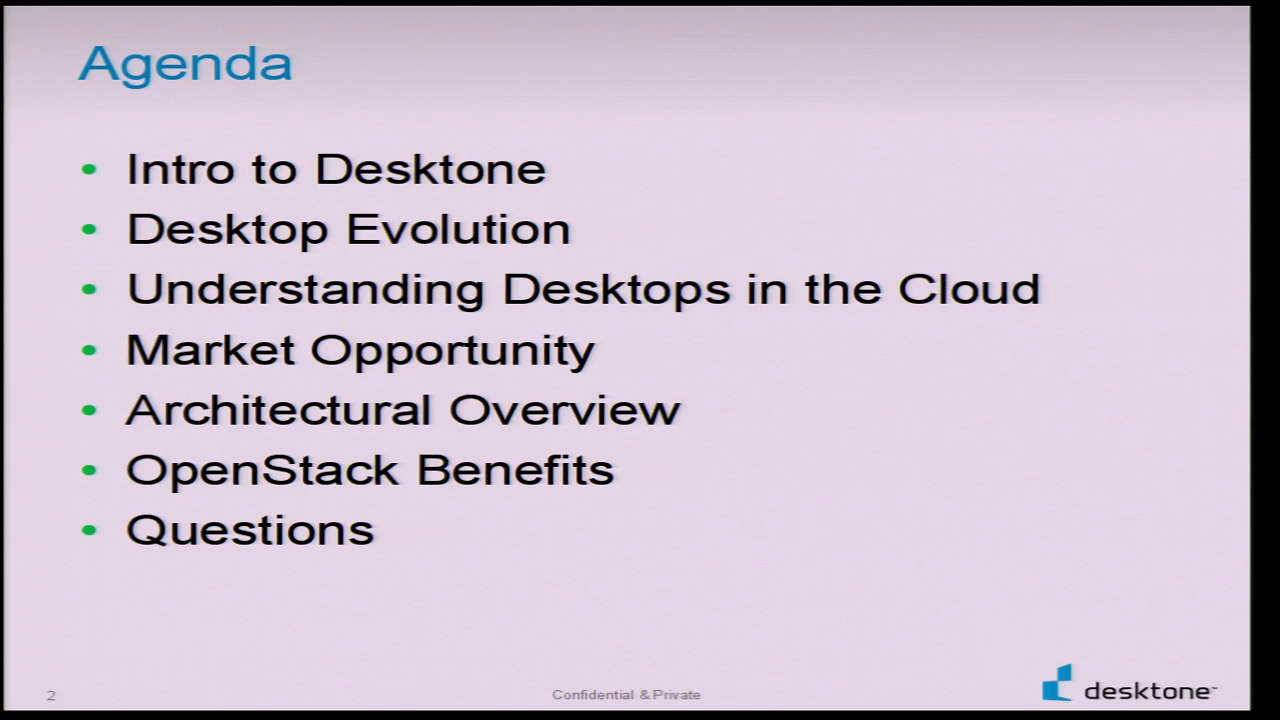 Agenda
• Intro to Desktone
• Desktop Evolution
• Understanding Desktops in the Cloud
• Market Opportunity
• Architectural Overview
• OpenStack Benefits
• Questions
2
Confidential & Private
desktone™